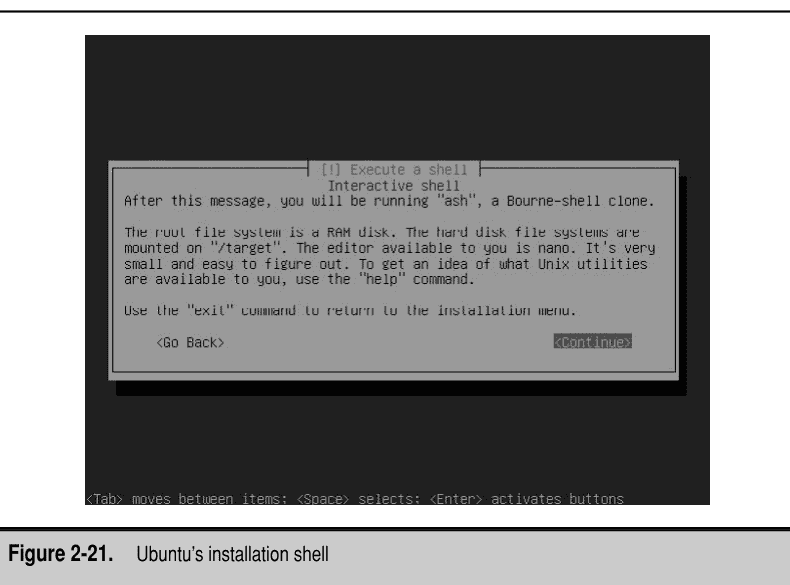 [!] Execute a shell
Interactive shell
After this message, you will be running "ash", a Bourne-shell clone.
The root file system is a RAM disk. The hard disk file systems are
mounted on "/target". The editor available to you is nano. It's very
small and easy to figure out. To get an idea of what Unix utilities
are available to you, use the "help" command.
Use the "exit" command to return to the installation menu.
<Go Back> <Continue>
<Tab> moves between items; <Space> selects; <Enter> activates buttons
Figure 2-21. Ubuntu's installation shell